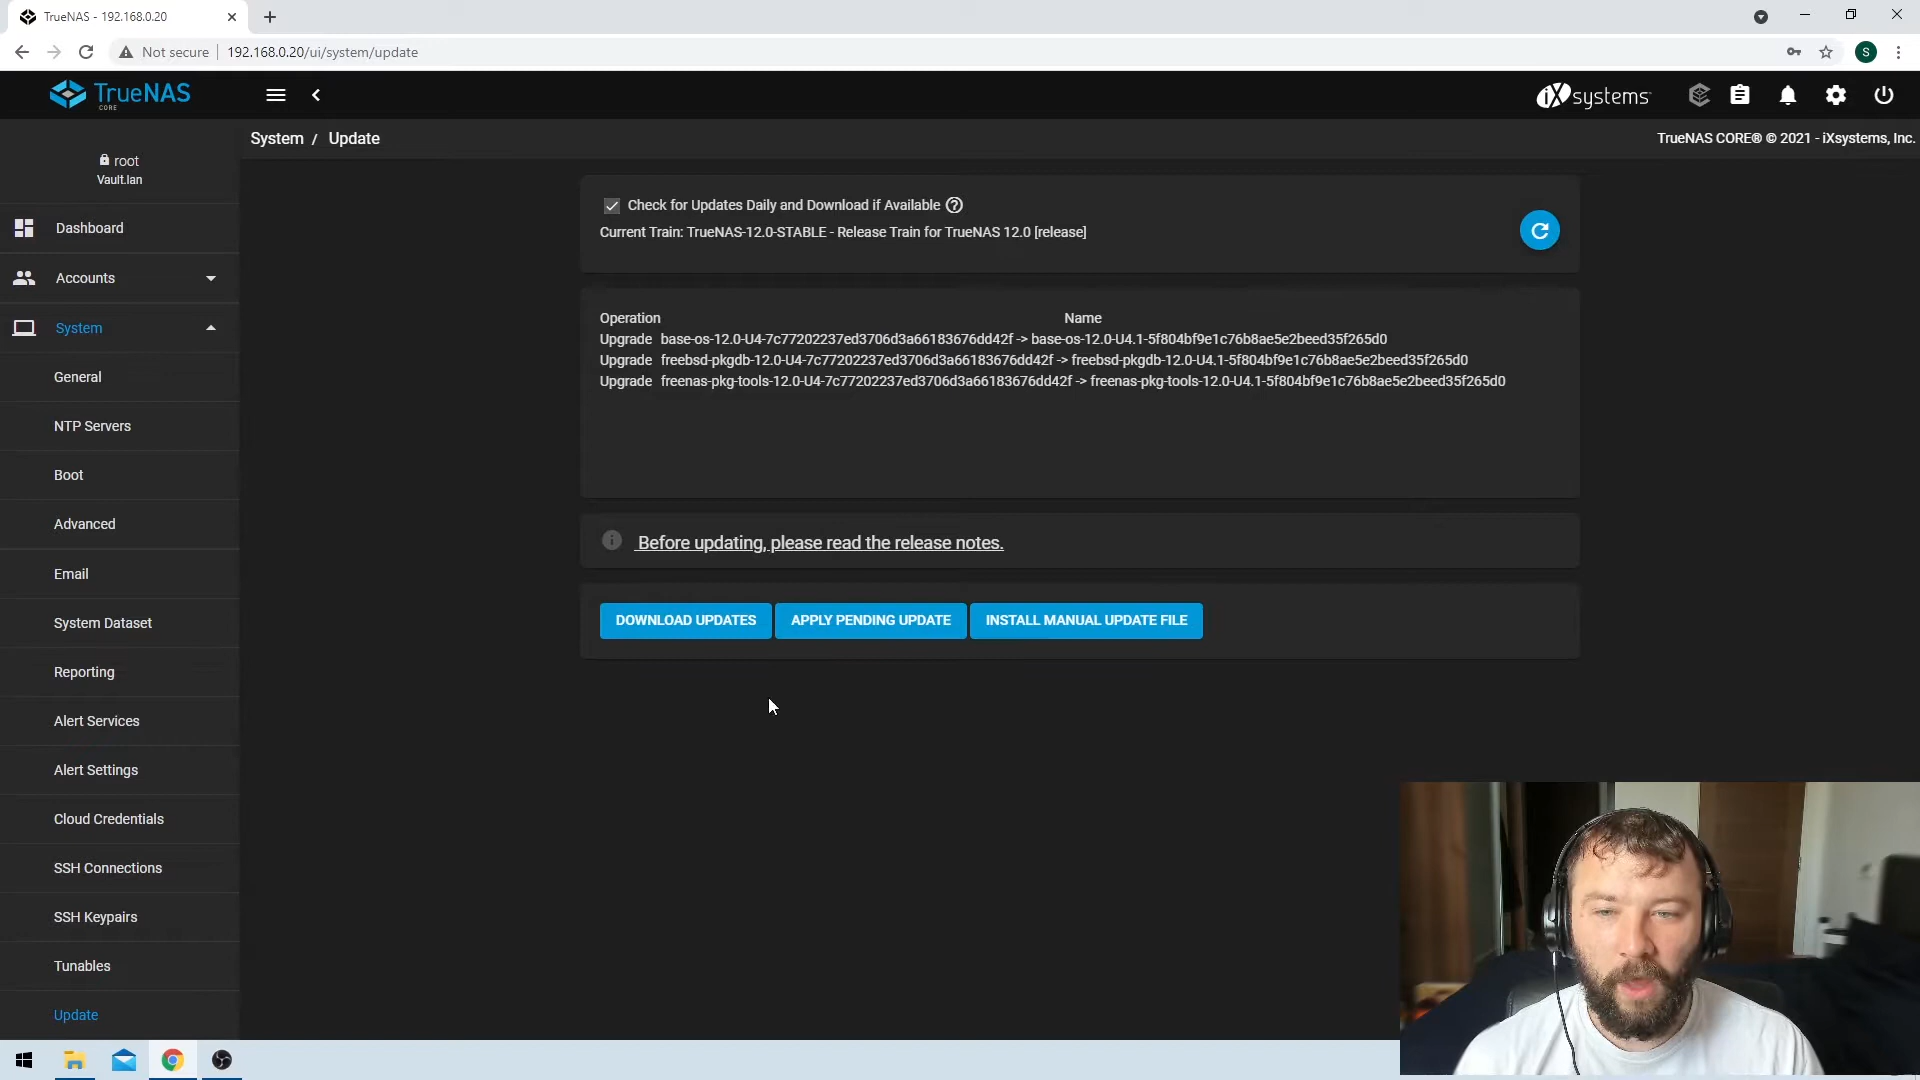 TrueNAS - 192.168.0.20
Not secure
192.168.0.20/ui/system/update
S
TrueNAS
CORE
iXsystems
System / Update
TrueNAS CORE® © 2021 - iXsystems, Inc.
root
Vault.lan
Dashboard
Accounts
System
General
NTP Servers
Boot
Advanced
Email
System Dataset
Reporting
Alert Services
Alert Settings
Cloud Credentials
SSH Connections
SSH Keypairs
Tunables
Update
Check for Updates Daily and Download if Available
Current Train: TrueNAS-12.0-STABLE - Release Train for TrueNAS 12.0 [release]
Operation Name
Upgrade base-os-12.0-U4-7c77202237ed3706d3a66183676dd42f -> base-os-12.0-U4.1-5f804bf9e1c76b8ae5e2beed35f265d0
Upgrade freebsd-pkgdb-12.0-U4-7c77202237ed3706d3a66183676dd42f -> freebsd-pkgdb-12.0-U4.1-5f804bf9e1c76b8ae5e2beed35f265d0
Upgrade freenas-pkg-tools-12.0-U4-7c77202237ed3706d3a66183676dd42f -> freenas-pkg-tools-12.0-U4.1-5f804bf9e1c76b8ae5e2beed35f265d0
Before updating, please read the release notes.
DOWNLOAD UPDATES
APPLY PENDING UPDATE
INSTALL MANUAL UPDATE FILE